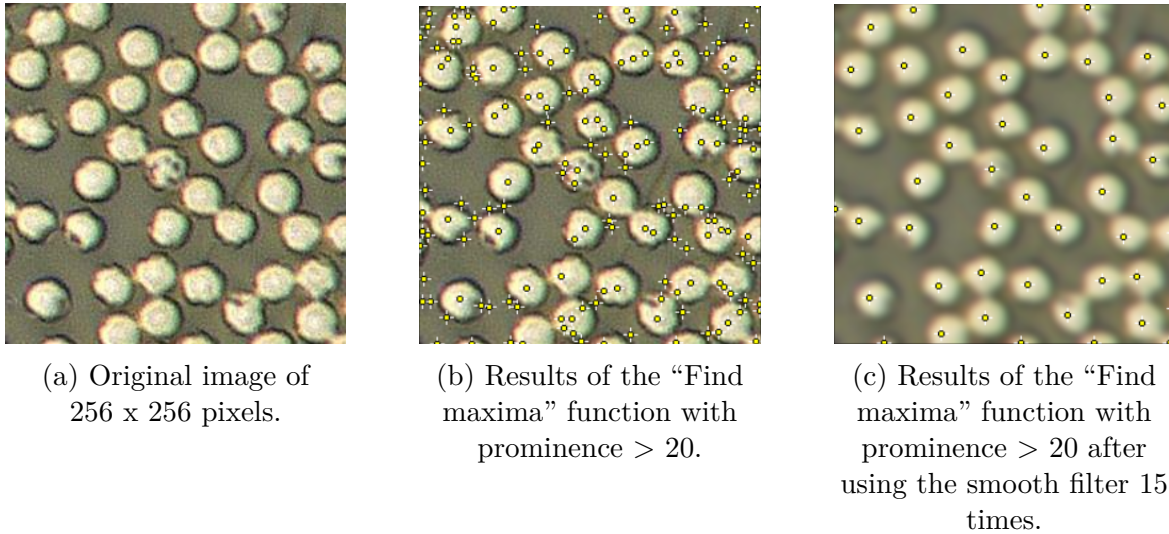 (a) Original image of
256 x 256 pixels.
(b) Results of the “Find
maxima” function with
prominence > 20.
(c) Results of the “Find
maxima” function with
prominence > 20 after
using the smooth filter 15
times.